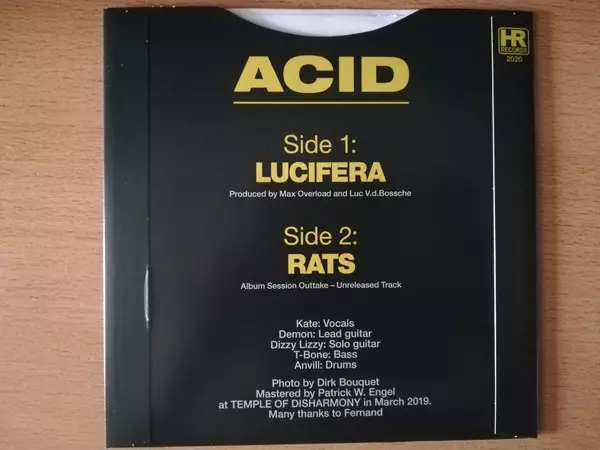 HR
RECORDS
2020
ACID
Side 1:
LUCIFERA
Produced by Max Overload and Luc V.d.Bossche
Side 2:
RATS
Album Session Outtake – Unreleased Track
Kate: Vocals
Demon: Lead guitar
Dizzy Lizzy: Solo guitar
T-Bone: Bass
Anvill: Drums
Photo by Dirk Bouquet
Mastered by Patrick W. Engel
at TEMPLE OF DISHARMONY in March 2019.
Many thanks to Fernand